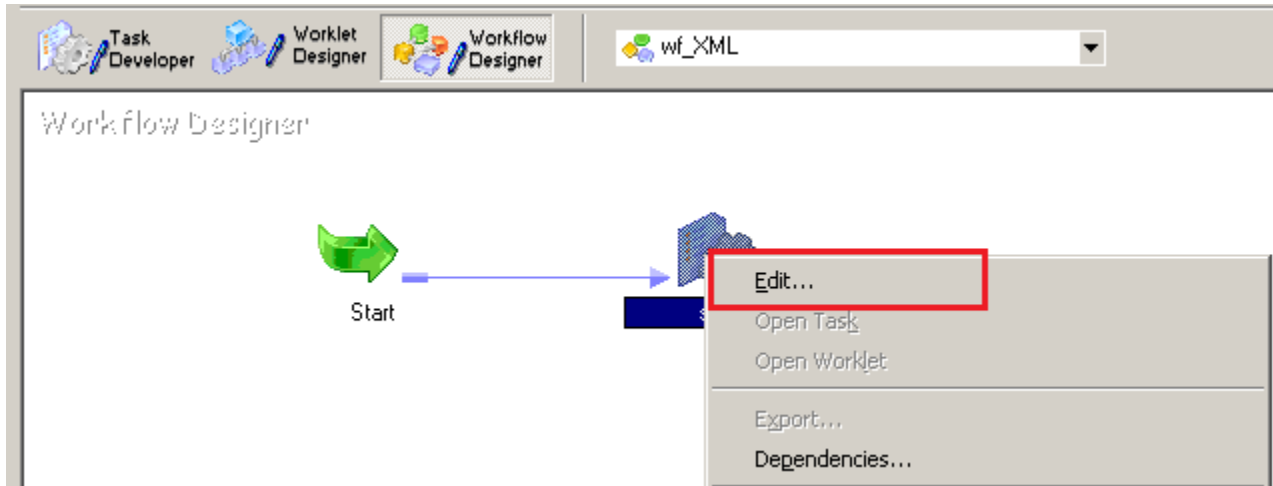 Task
Developer
Worklet
Designer
Workflow
Designer
wf_XML
Workflow Designer
Start
Edit...
Open Task
Open Worklet
Export...
Dependencies...